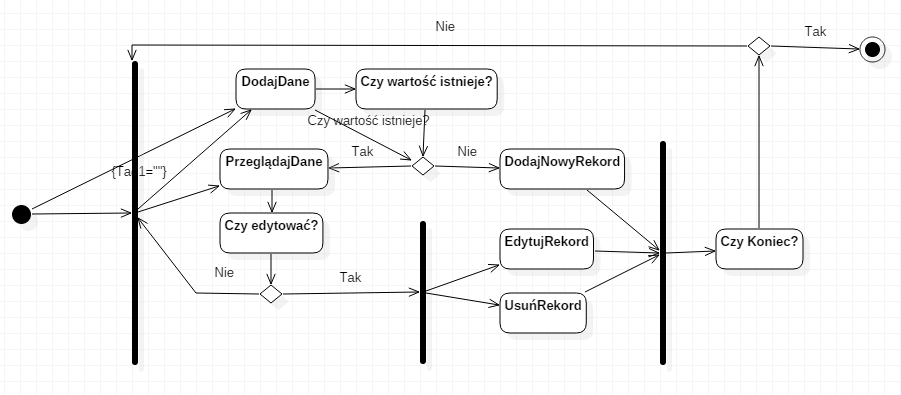 Nie
Tak
DodajDane
Czy wartość istnieje?
Czy wartość istnieje?
{Tag1=""}
PrzeglądajDane
Tak
Nie
DodajNowyRekord
Czy edytować?
EdytujRekord
Czy Koniec?
Nie
Tak
UsuńRekord